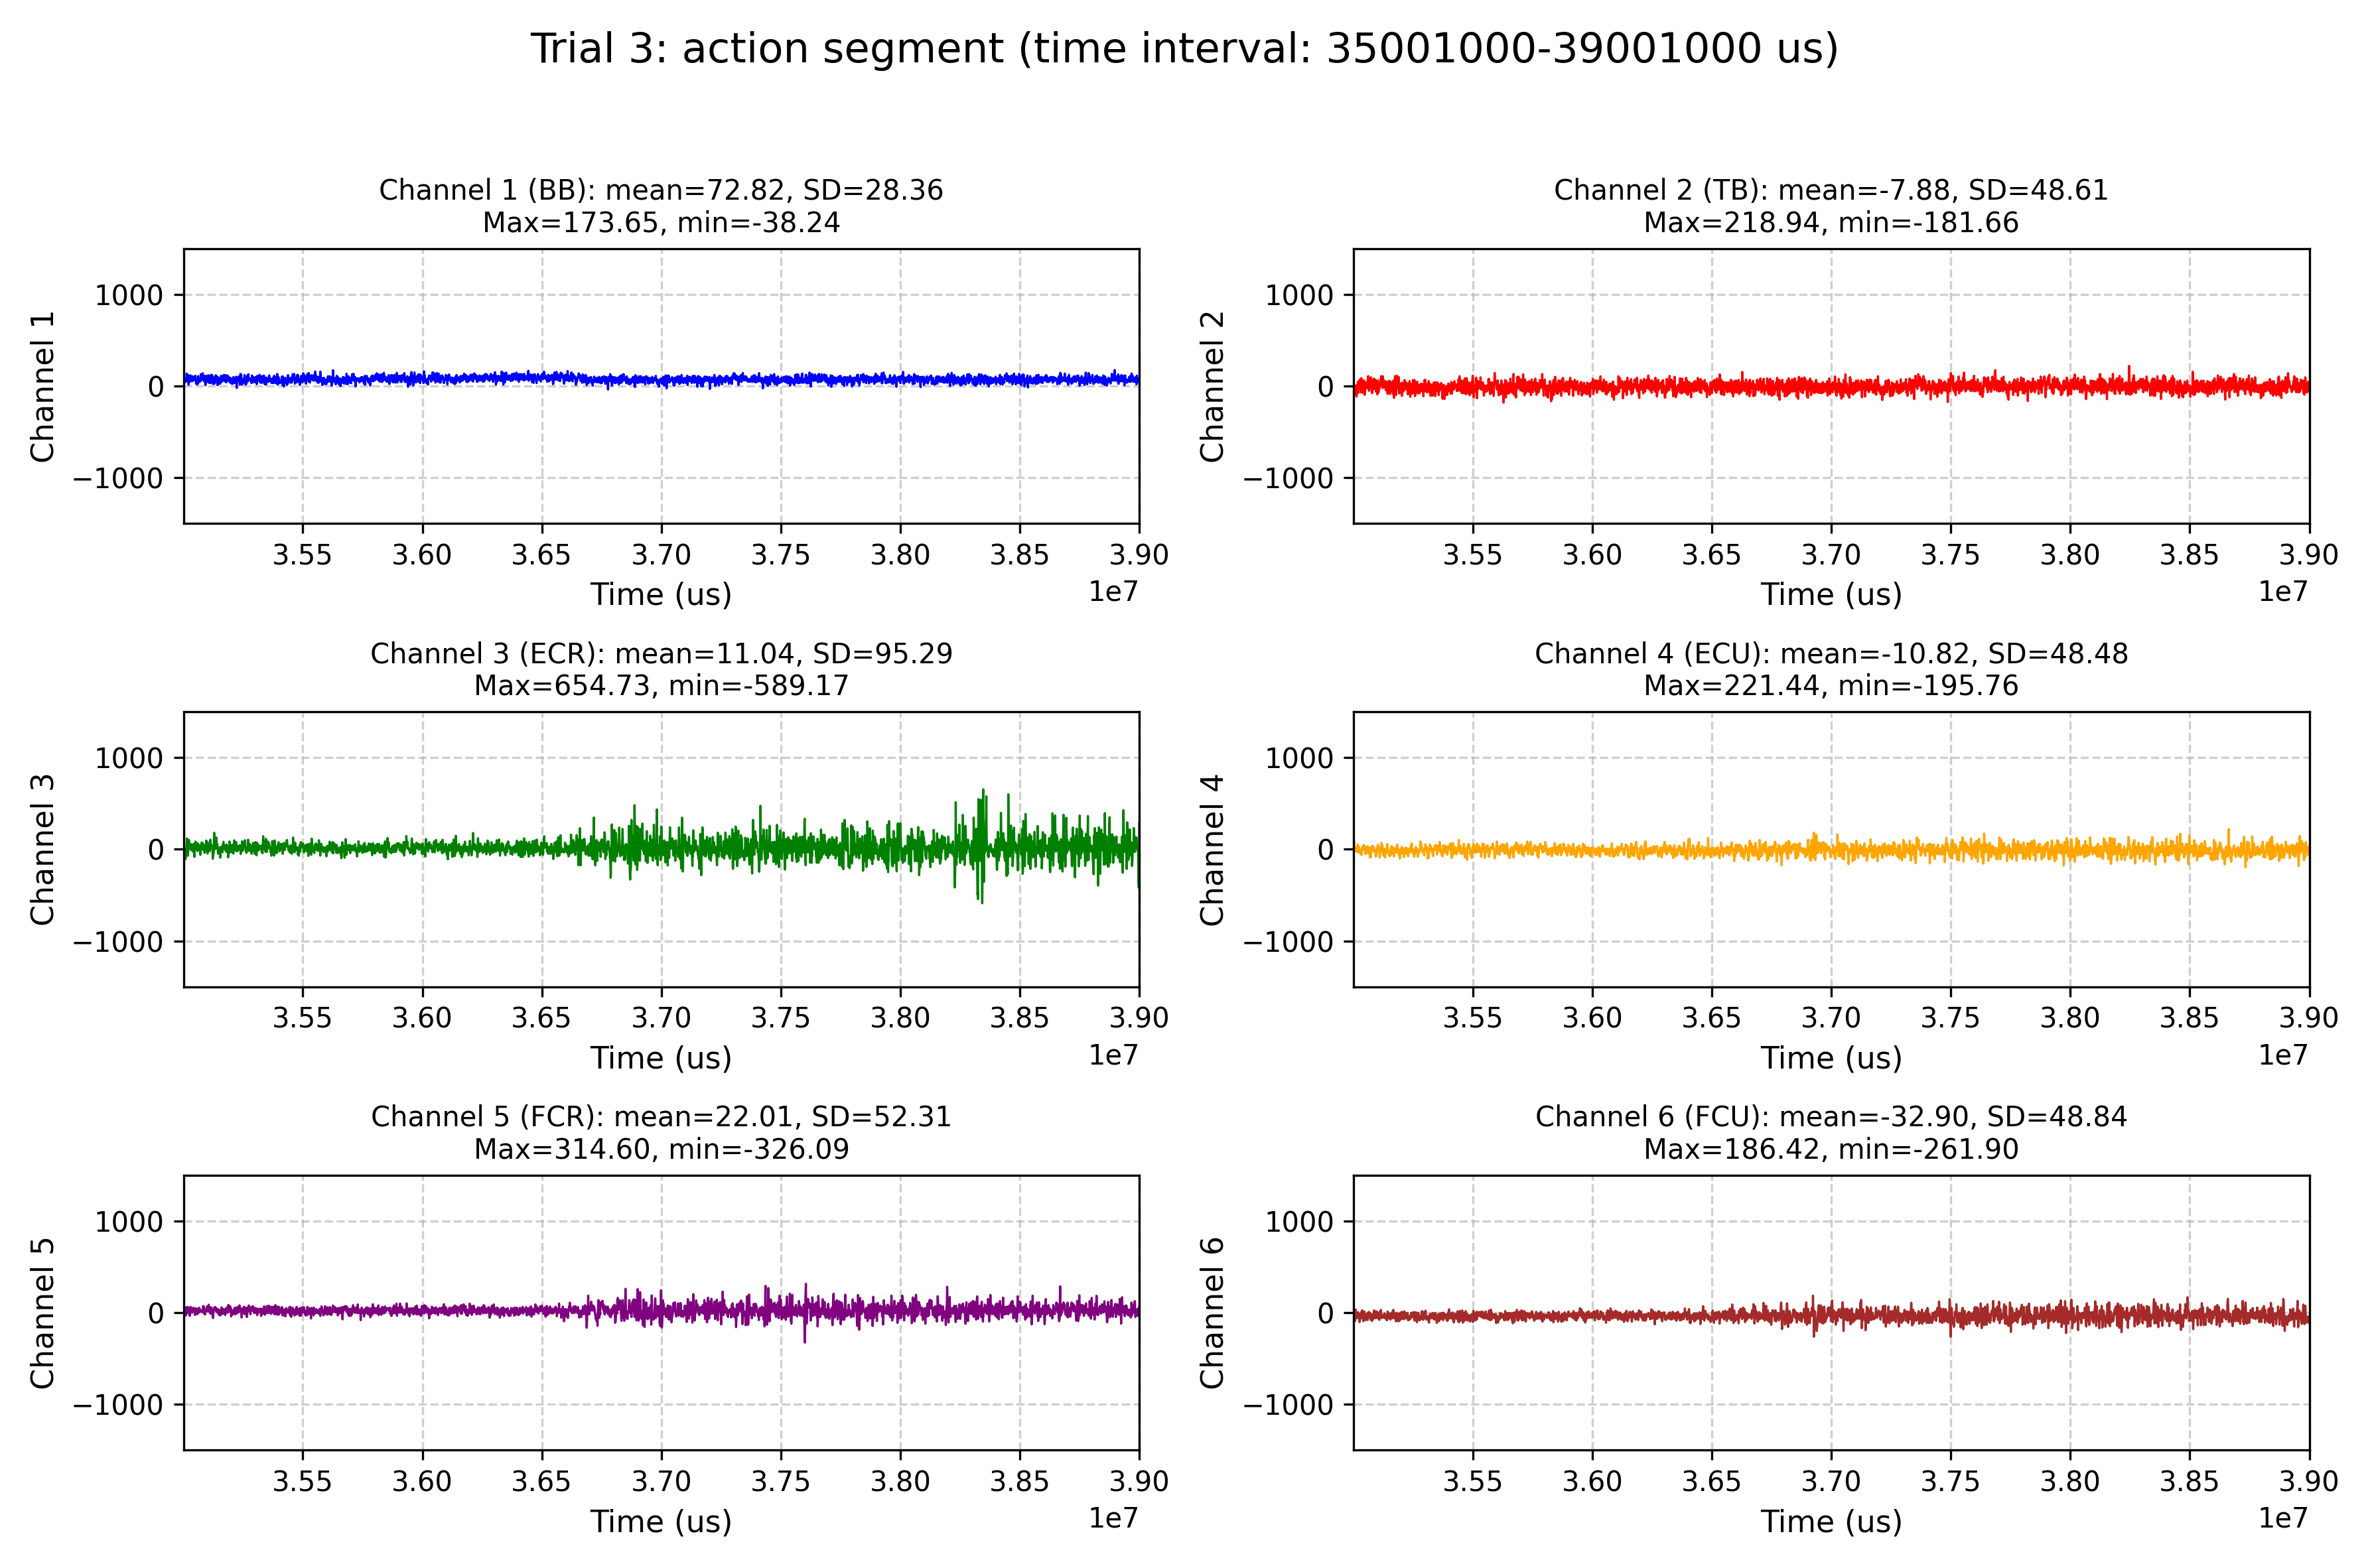 Trial 3: action segment (time interval: 35001000-39001000 us)
Channel 1 (BB): mean=72.82, SD=28.36
Max=173.65, min=-38.24
Channel 1
1000
0
−1000
3.55 3.60 3.65 3.70 3.75 3.80 3.85 3.90
Time (us)
1e7
Channel 2 (TB): mean=-7.88, SD=48.61
Max=218.94, min=-181.66
Channel 2
1000
0
−1000
3.55 3.60 3.65 3.70 3.75 3.80 3.85 3.90
Time (us)
1e7
Channel 3 (ECR): mean=11.04, SD=95.29
Max=654.73, min=-589.17
Channel 3
1000
0
−1000
3.55 3.60 3.65 3.70 3.75 3.80 3.85 3.90
Time (us)
1e7
Channel 4 (ECU): mean=-10.82, SD=48.48
Max=221.44, min=-195.76
Channel 4
1000
0
−1000
3.55 3.60 3.65 3.70 3.75 3.80 3.85 3.90
Time (us)
1e7
Channel 5 (FCR): mean=22.01, SD=52.31
Max=314.60, min=-326.09
Channel 5
1000
0
−1000
3.55 3.60 3.65 3.70 3.75 3.80 3.85 3.90
Time (us)
1e7
Channel 6 (FCU): mean=-32.90, SD=48.84
Max=186.42, min=-261.90
Channel 6
1000
0
−1000
3.55 3.60 3.65 3.70 3.75 3.80 3.85 3.90
Time (us)
1e7